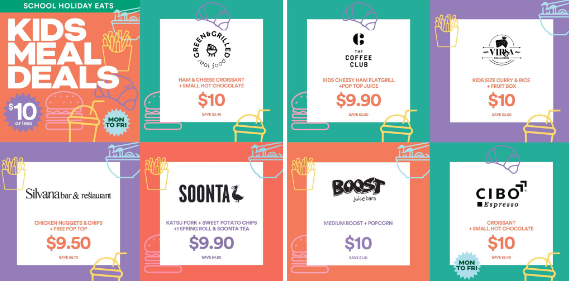 SCHOOL HOLIDAY EATS
KIDS
MEAL
DEALS
$10
or less
MON
TO FRI
GREEN&GRILLED
real food
HAM & CHEESE CROISSANT
+ SMALL HOT CHOCOLATE
$10
THE
COFFEE
CLUB
KIDS CHEESY HAM FLATGRILL
+POP TOP JUICE
$9.90
VIRSA
KIDS SIZE CURRY & RICE
+ FRUIT BOX
$10
Silvana bar & restaurant
CHICKEN NUGGETS & CHIPS
+ FREE POP TOP
$9.50
SOONTA
KATSU PORK + SWEET POTATO CHIPS
+1 SPRING ROLL & SOONTA TEA
$9.90
BOOST
juice bars
MEDIUM BOOST + POPCORN
$10
CIBO
Espresso
CROISSANT
+ SMALL HOT CHOCOLATE
$10
MON
TO FRI